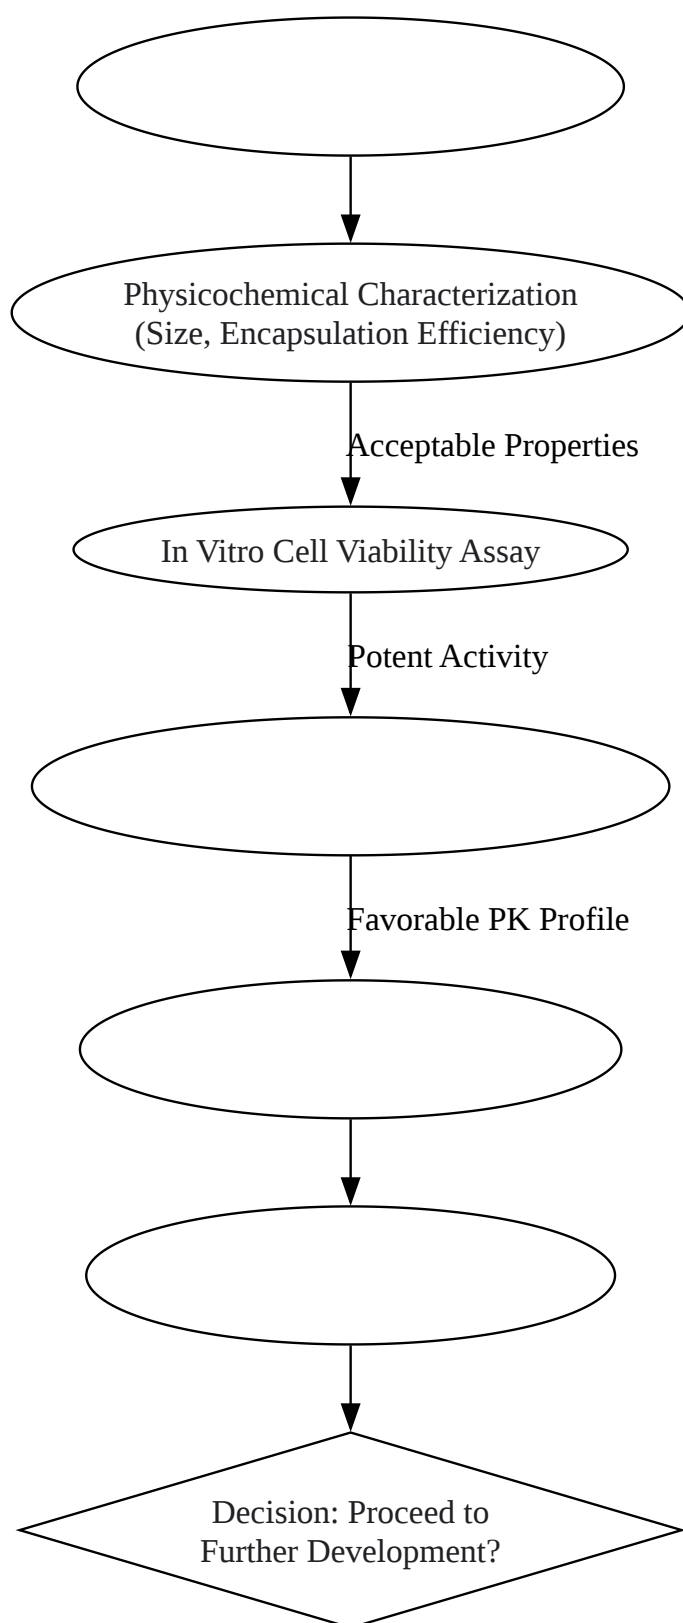 Physicochemical Characterization
(Size, Encapsulation Efficiency)
Acceptable Properties
In Vitro Cell Viability Assay
Potent Activity
Favorable PK Profile
Decision: Proceed to
Further Development?